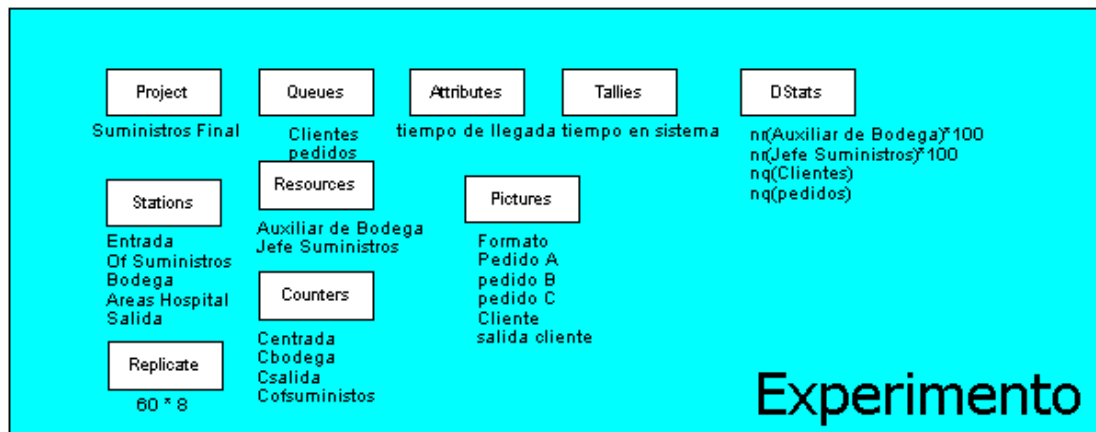 Project
Suministros Final
Queues
Clientes
pedidos
Attributes
tiempo de llegada
Tallies
tiempo en sistema
DStats
nr(Auxiliar de Bodega)*100
nr(Jefe Suministros)*100
nq(Clientes)
nq(pedidos)
Stations
Entrada
Of Suministros
Bodega
Areas Hospital
Salida
Resources
Auxiliar de Bodega
Jefe Suministros
Pictures
Formato
Pedido A
pedido B
pedido C
Cliente
salida cliente
Counters
Centrada
Cbodega
Csalida
Cofsuministos
Replicate
60 * 8
Experimento